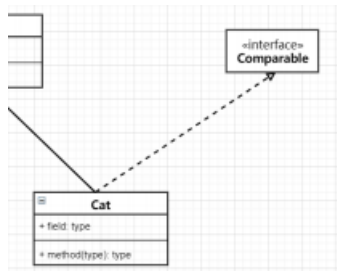 «interface»
Comparable
Cat
+ field: type
+ method(type): type